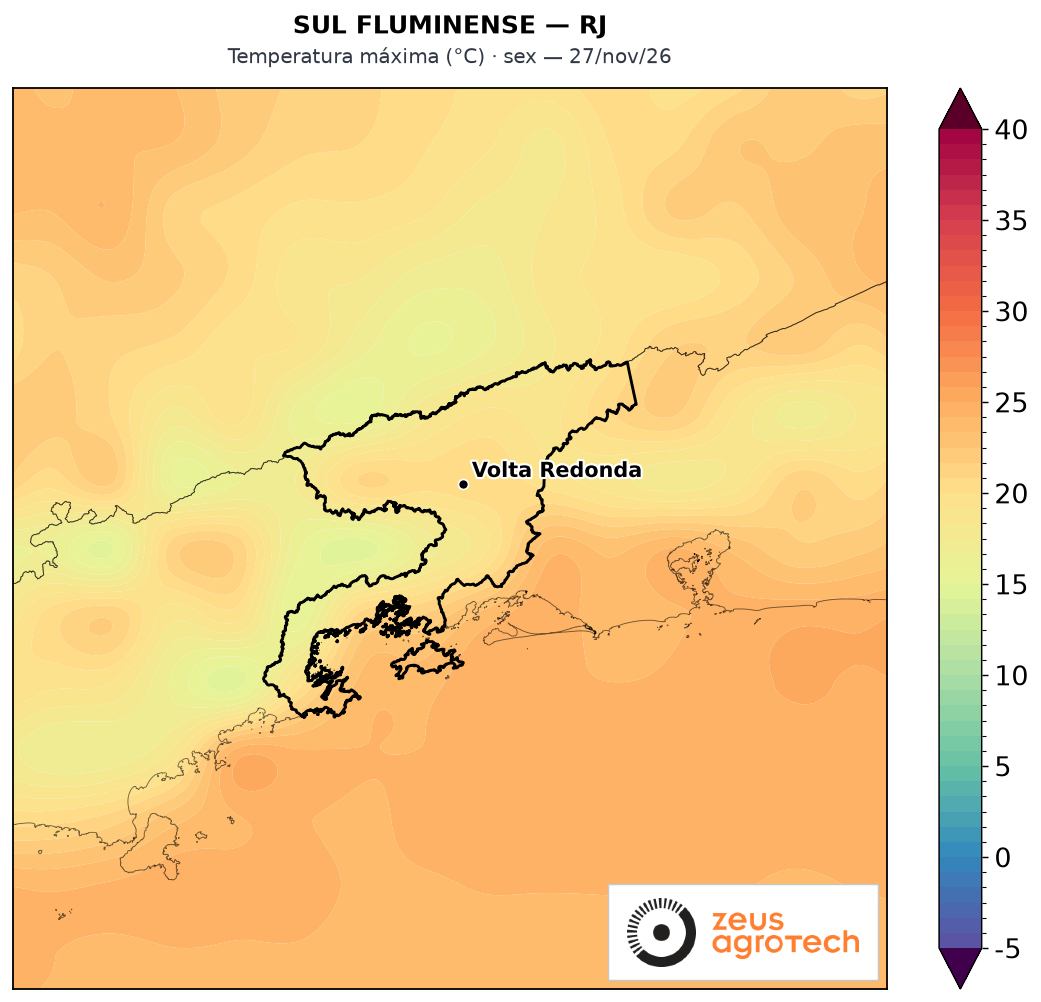 SUL FLUMINENSE — RJ
Temperatura máxima (°C) · sex — 27/nov/26
40
35
30
25
20
15
10
5
0
-5
Volta Redonda
zeus
agrotech